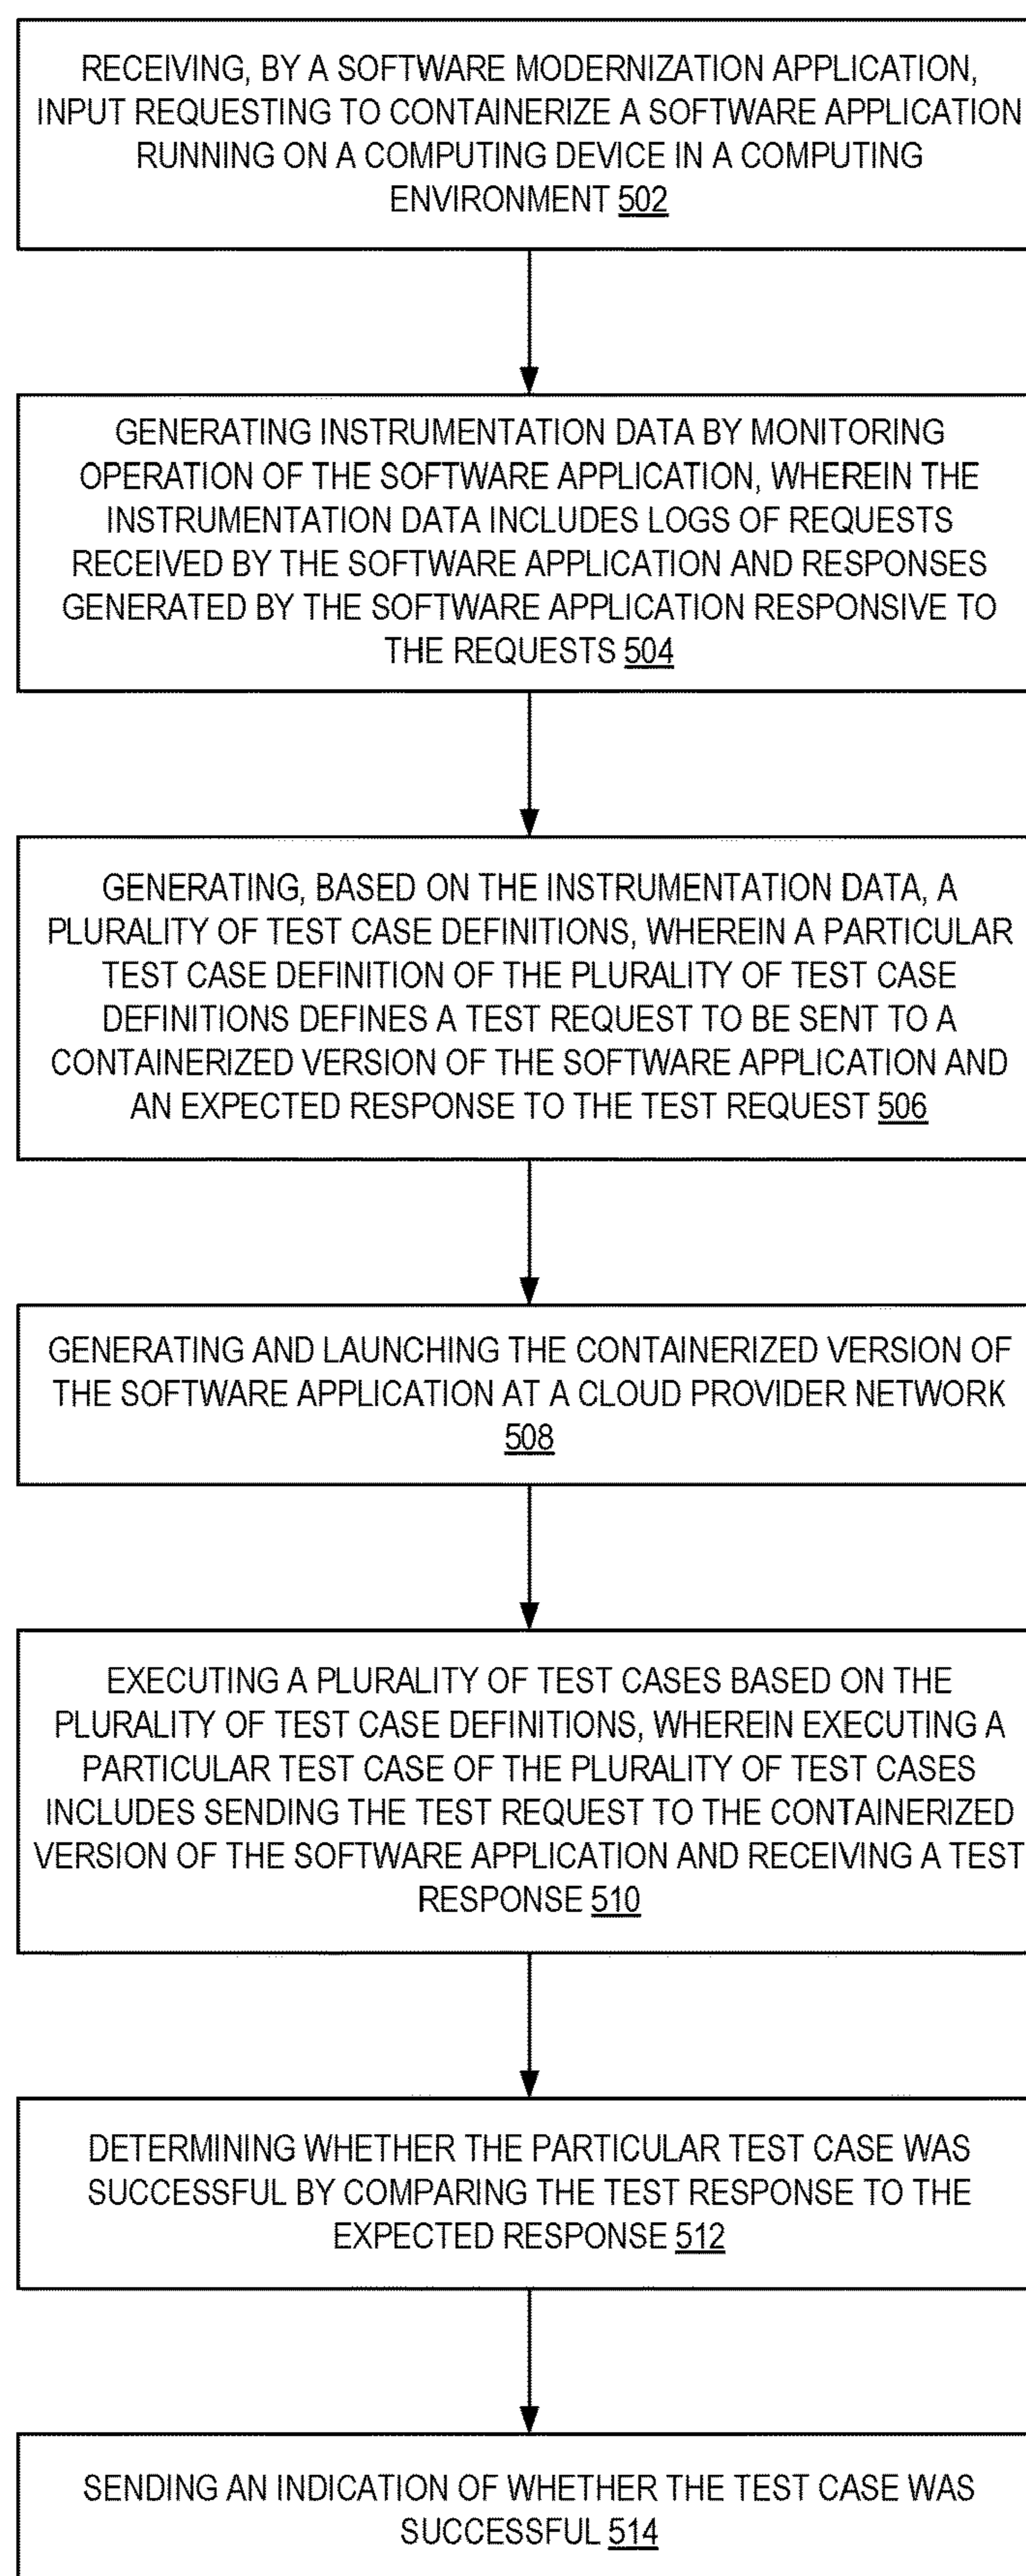 RECEIVING, BY A SOFTWARE MODERNIZATION APPLICATION,
INPUT REQUESTING TO CONTAINERIZE A SOFTWARE APPLICATION
RUNNING ON A COMPUTING DEVICE IN A COMPUTING
ENVIRONMENT 502
GENERATING INSTRUMENTATION DATA BY MONITORING
OPERATION OF THE SOFTWARE APPLICATION, WHEREIN THE
INSTRUMENTATION DATA INCLUDES LOGS OF REQUESTS
RECEIVED BY THE SOFTWARE APPLICATION AND RESPONSES
GENERATED BY THE SOFTWARE APPLICATION RESPONSIVE TO
THE REQUESTS 504
GENERATING, BASED ON THE INSTRUMENTATION DATA, A
PLURALITY OF TEST CASE DEFINITIONS, WHEREIN A PARTICULAR
TEST CASE DEFINITION OF THE PLURALITY OF TEST CASE
DEFINITIONS DEFINES A TEST REQUEST TO BE SENT TO A
CONTAINERIZED VERSION OF THE SOFTWARE APPLICATION AND
AN EXPECTED RESPONSE TO THE TEST REQUEST 506
GENERATING AND LAUNCHING THE CONTAINERIZED VERSION OF
THE SOFTWARE APPLICATION AT A CLOUD PROVIDER NETWORK
508
EXECUTING A PLURALITY OF TEST CASES BASED ON THE
PLURALITY OF TEST CASE DEFINITIONS, WHEREIN EXECUTING A
PARTICULAR TEST CASE OF THE PLURALITY OF TEST CASES
INCLUDES SENDING THE TEST REQUEST TO THE CONTAINERIZED
VERSION OF THE SOFTWARE APPLICATION AND RECEIVING A TEST
RESPONSE 510
DETERMINING WHETHER THE PARTICULAR TEST CASE WAS
SUCCESSFUL BY COMPARING THE TEST RESPONSE TO THE
EXPECTED RESPONSE 512
SENDING AN INDICATION OF WHETHER THE TEST CASE WAS
SUCCESSFUL 514